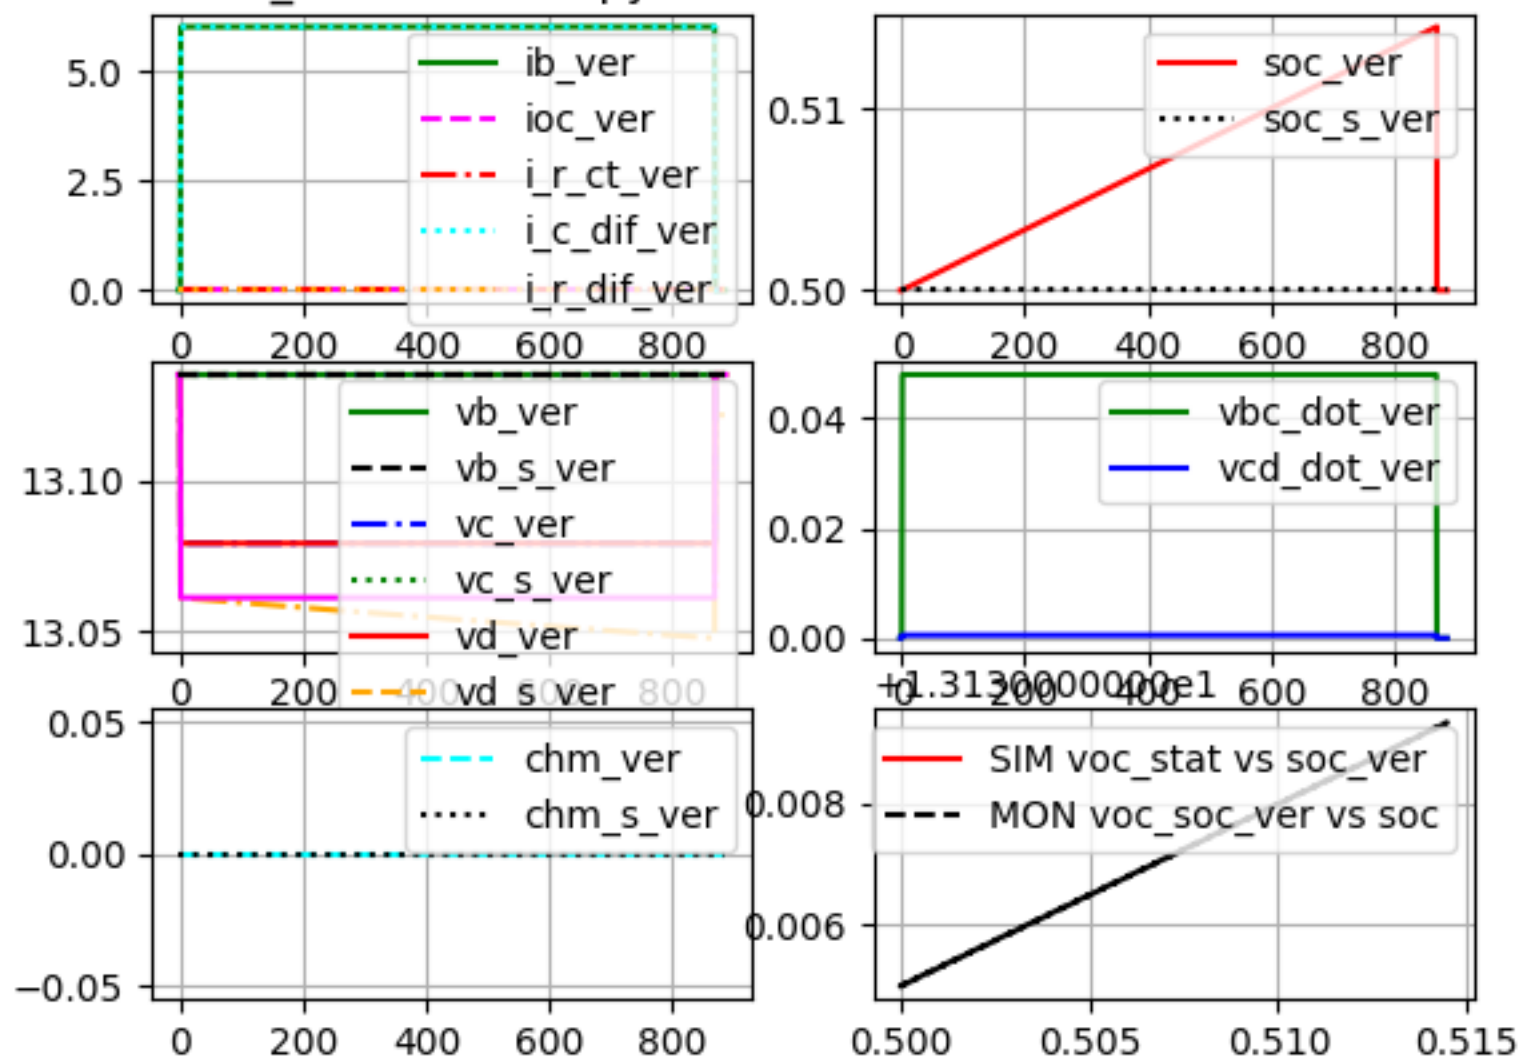 5.0
2.5
0.0
ib_ver
ioc_ver
i_r_ct_ver
i_c_dif_ver
i_r_dif_ver
0 200 400 600 800
0.51
0.50
soc_ver
soc_s_ver
0 200 400 600 800
13.10
13.05
vb_ver
vb_s_ver
vc_ver
vc_s_ver
vd_ver
vd_s_ver
0 200 400 600 800
0.04
0.02
0.00
vbc_dot_ver
vcd_dot_ver
0 200 400 600 800
0.05
0.00
−0.05
chm_ver
chm_s_ver
0 200 400 600 800
+1.3130000000e1
0.008
0.006
SIM voc_stat vs soc_ver
MON voc_soc_ver vs soc
0.500 0.505 0.510 0.515